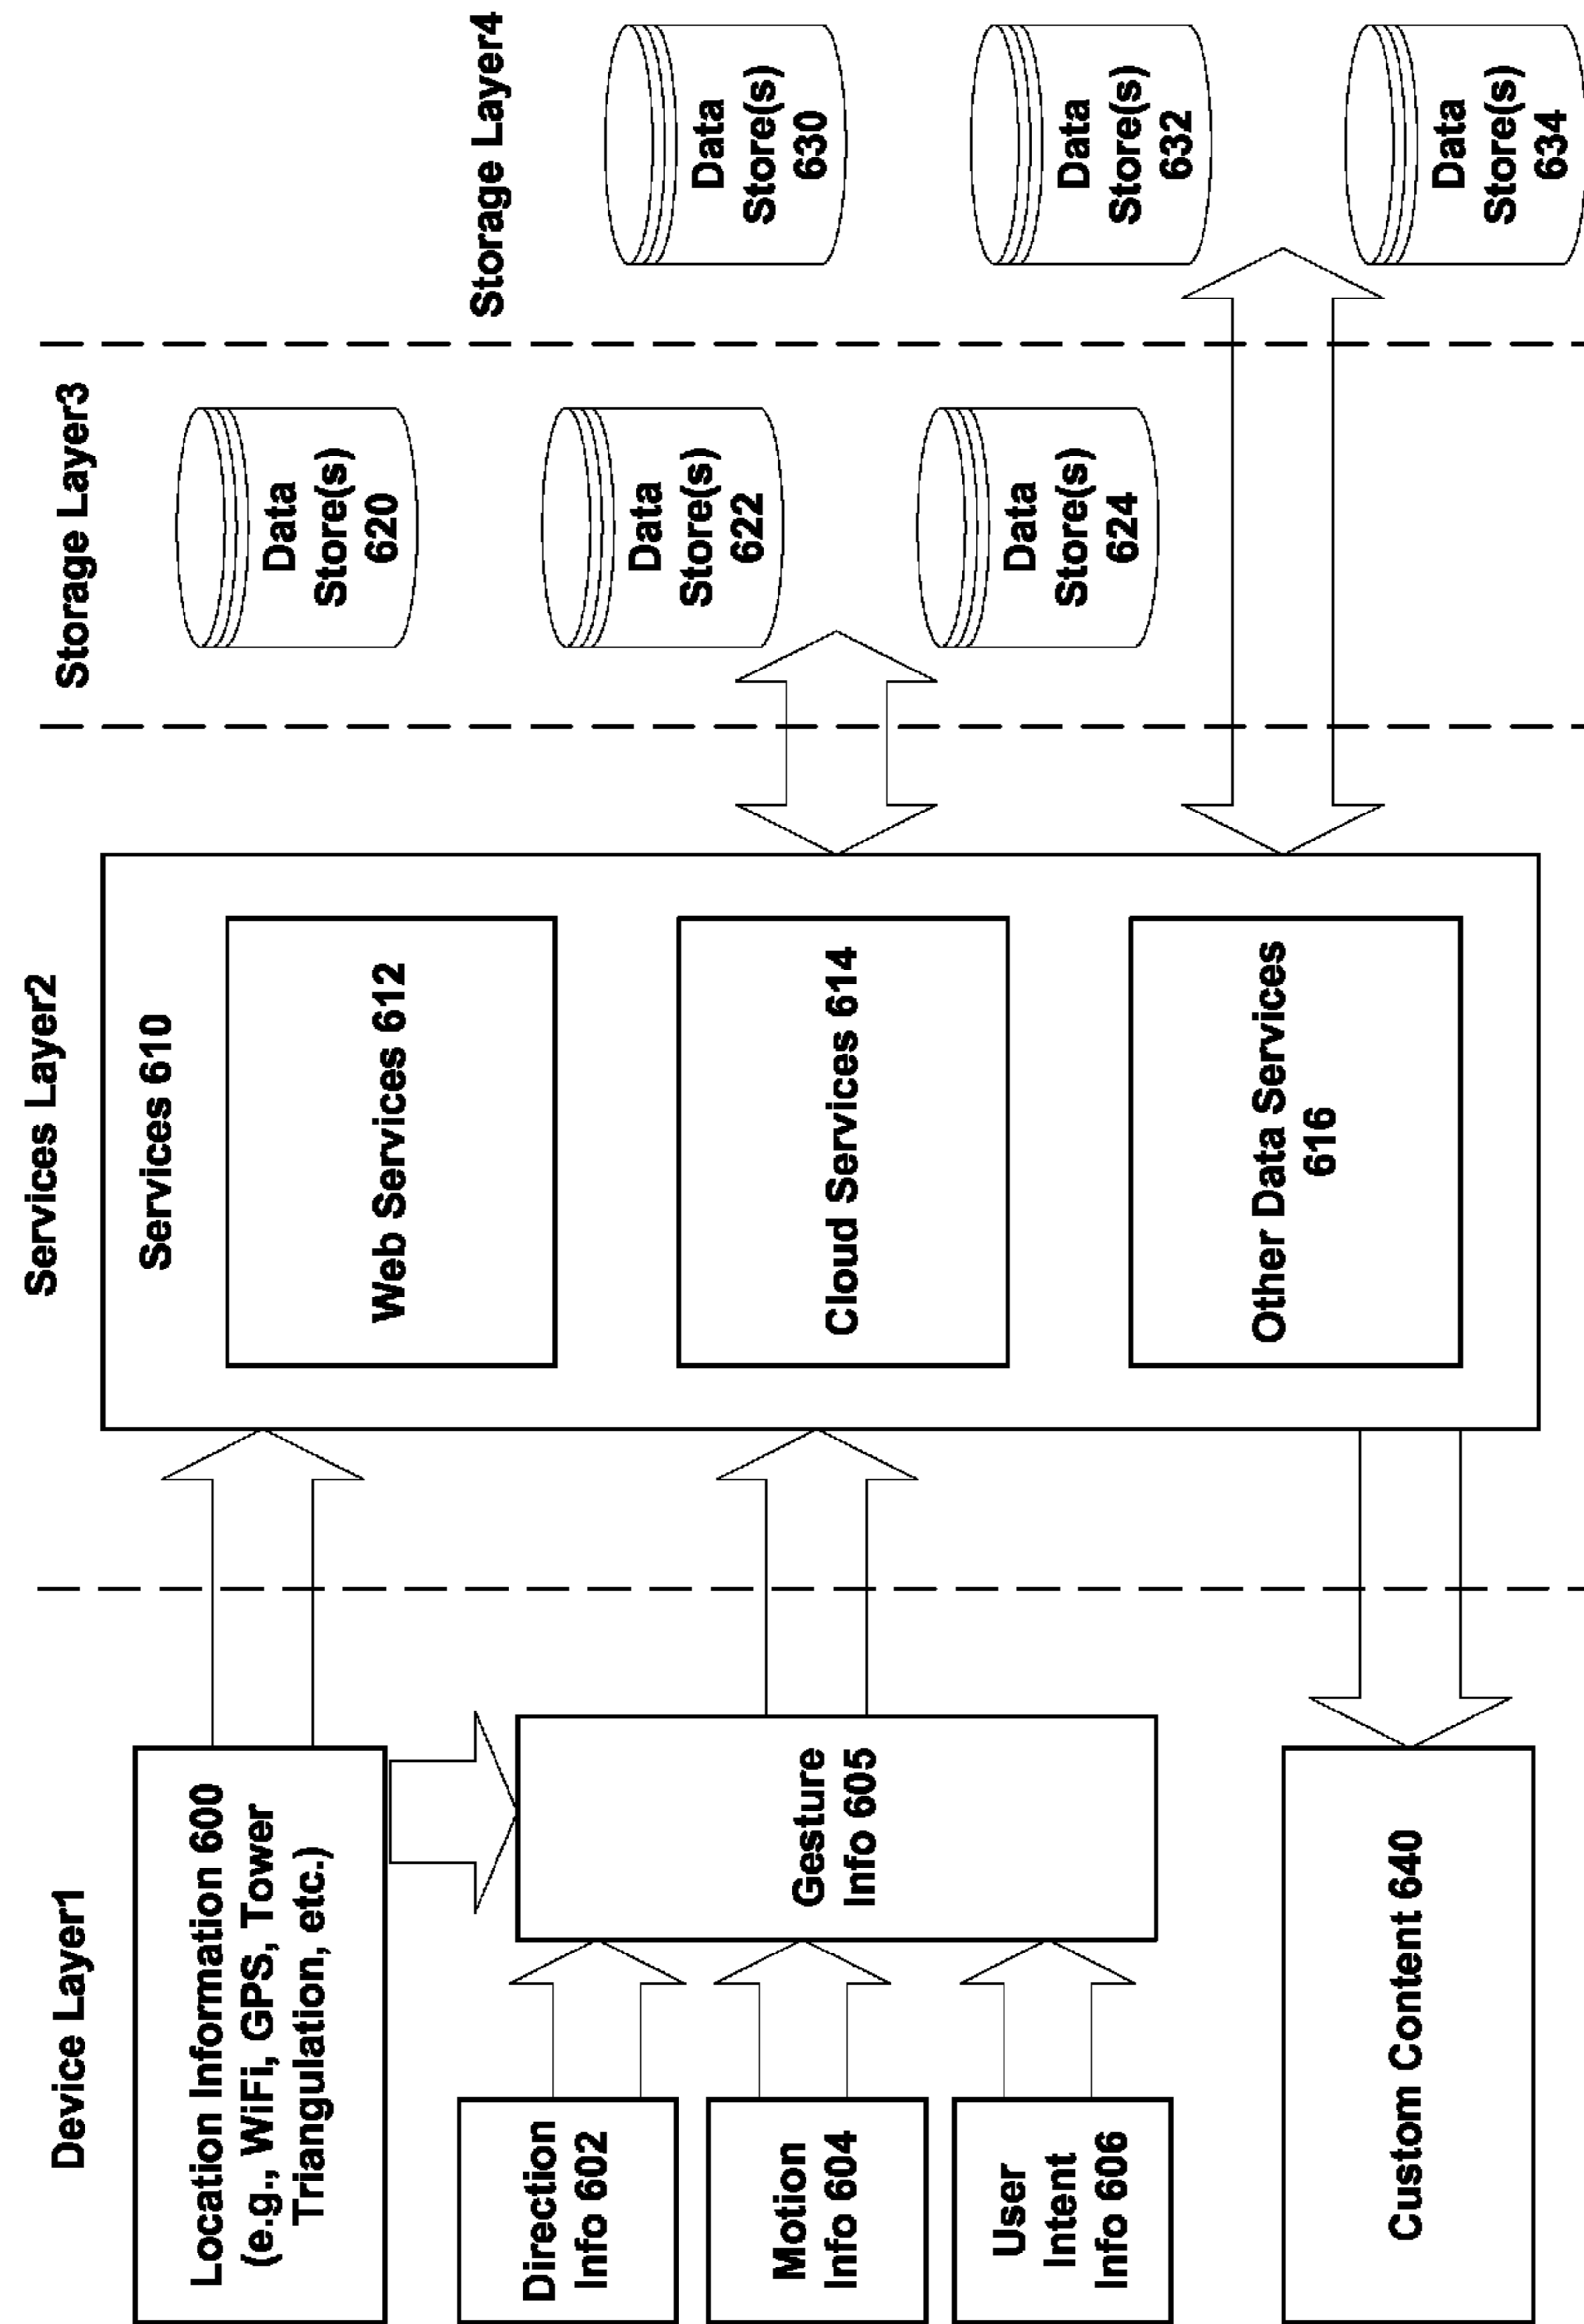 Device Layer1
Location Information 600
(e.g., WiFi, GPS, Tower
Triangulation, etc.)
Direction
Info 602
Motion
Info 604
User
Intent
Info 606
Gesture
Info 605
Custom Content 640
Services Layer2
Services 610
Web Services 612
Cloud Services 614
Other Data Services
616
Storage Layer3
Data
Store(s)
620
Data
Store(s)
622
Data
Store(s)
624
Storage Layer4
Data
Store(s)
630
Data
Store(s)
632
Data
Store(s)
634